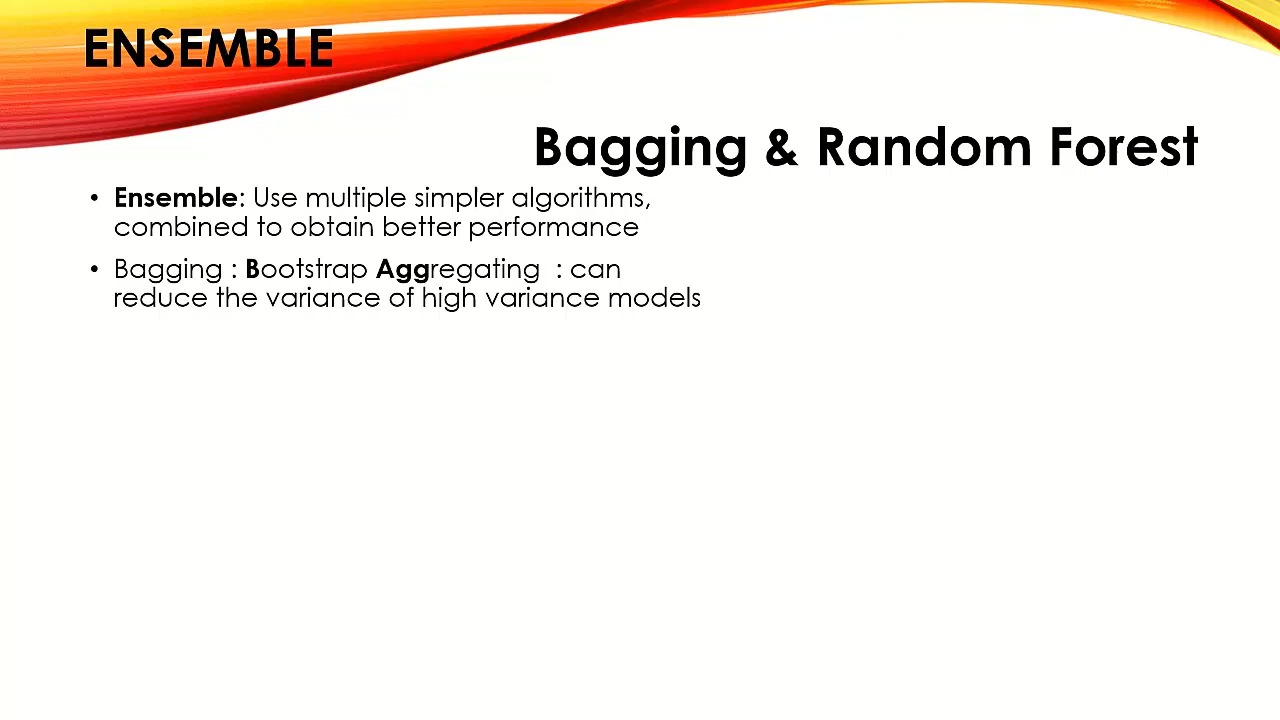 ENSEMBLE
Bagging & Random Forest
• Ensemble: Use multiple simpler algorithms,
combined to obtain better performance
• Bagging : Bootstrap Aggregating : can
reduce the variance of high variance models